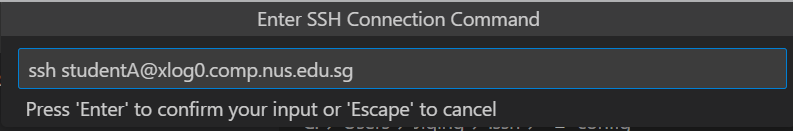 Enter SSH Connection Command
ssh studentA@xlog0.comp.nus.edu.sg
Press 'Enter' to confirm your input or 'Escape' to cancel